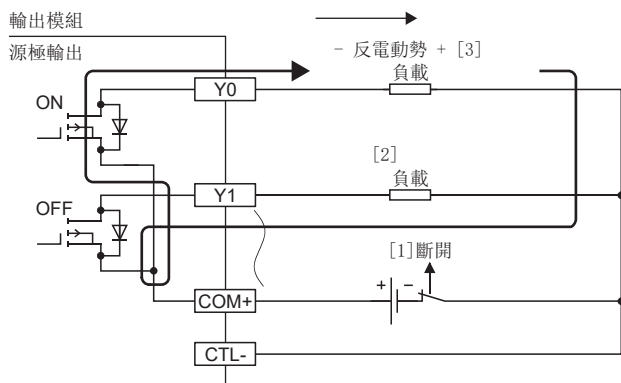 輸出模組
源極輸出
- 反電動勢 + [3]
負載
Y0
ON
[2]
負載
Y1
OFF
[1]斷開
+ -
COM+
CTL-